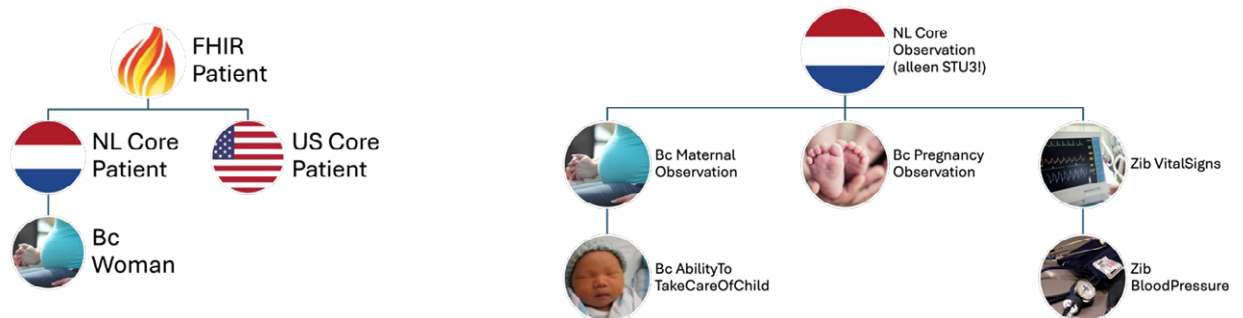 FHIR
Patient
NL Core
Patient
US Core
Patient
Bc
Woman
NL Core
Observation
(alleen STU3!)
Bc Maternal
Observation
Bc Pregnancy
Observation
Zib VitalSigns
Bc AbilityTo
TakeCareOfChild
Zib
BloodPressure